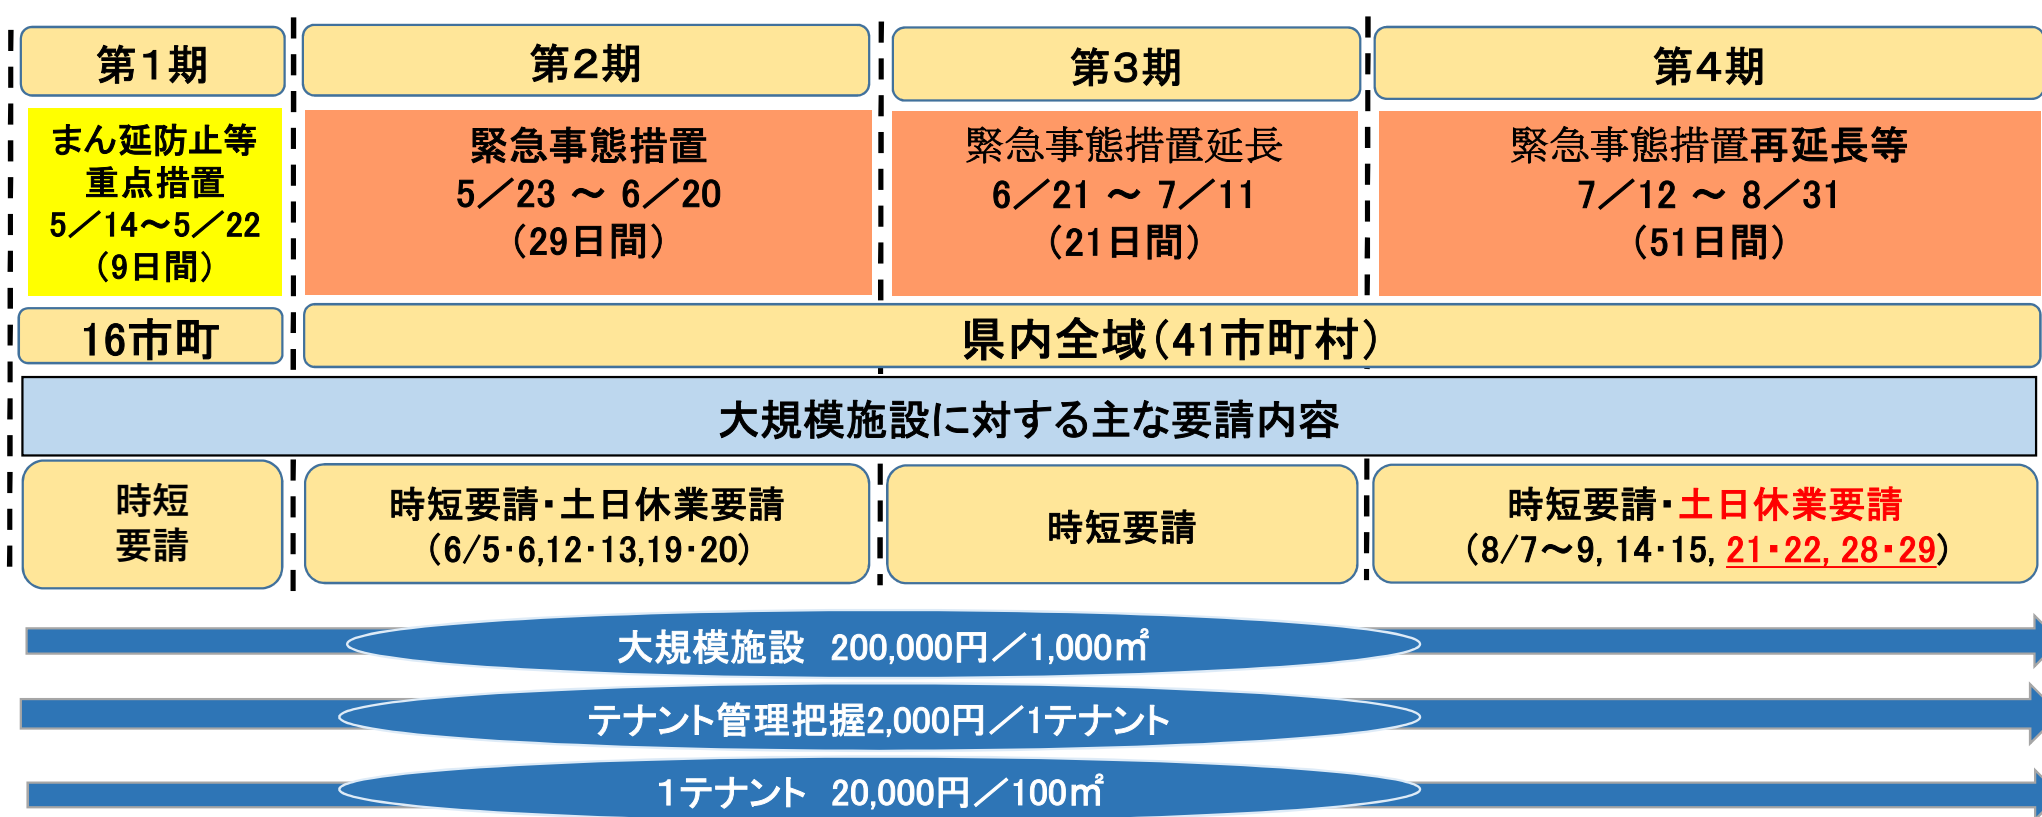 第1期
第2期
第3期
第4期
まん延防止等
重点措置
5／14～5／22
（9日間）
緊急事態措置
5／23 ～ 6／20
（29日間）
緊急事態措置延長
6／21 ～ 7／11
（21日間）
緊急事態措置再延長等
7／12 ～ 8／31
（51日間）
16市町
県内全域（41市町村）
大規模施設に対する主な要請内容
時短
要請
時短要請・土日休業要請
（6/5・6,12・13,19・20）
時短要請
時短要請・土日休業要請
（8/7～9, 14・15, 21・22, 28・29）
大規模施設　200,000円／1,000㎡
テナント管理把握2,000円／1テナント
1テナント　20,000円／100㎡